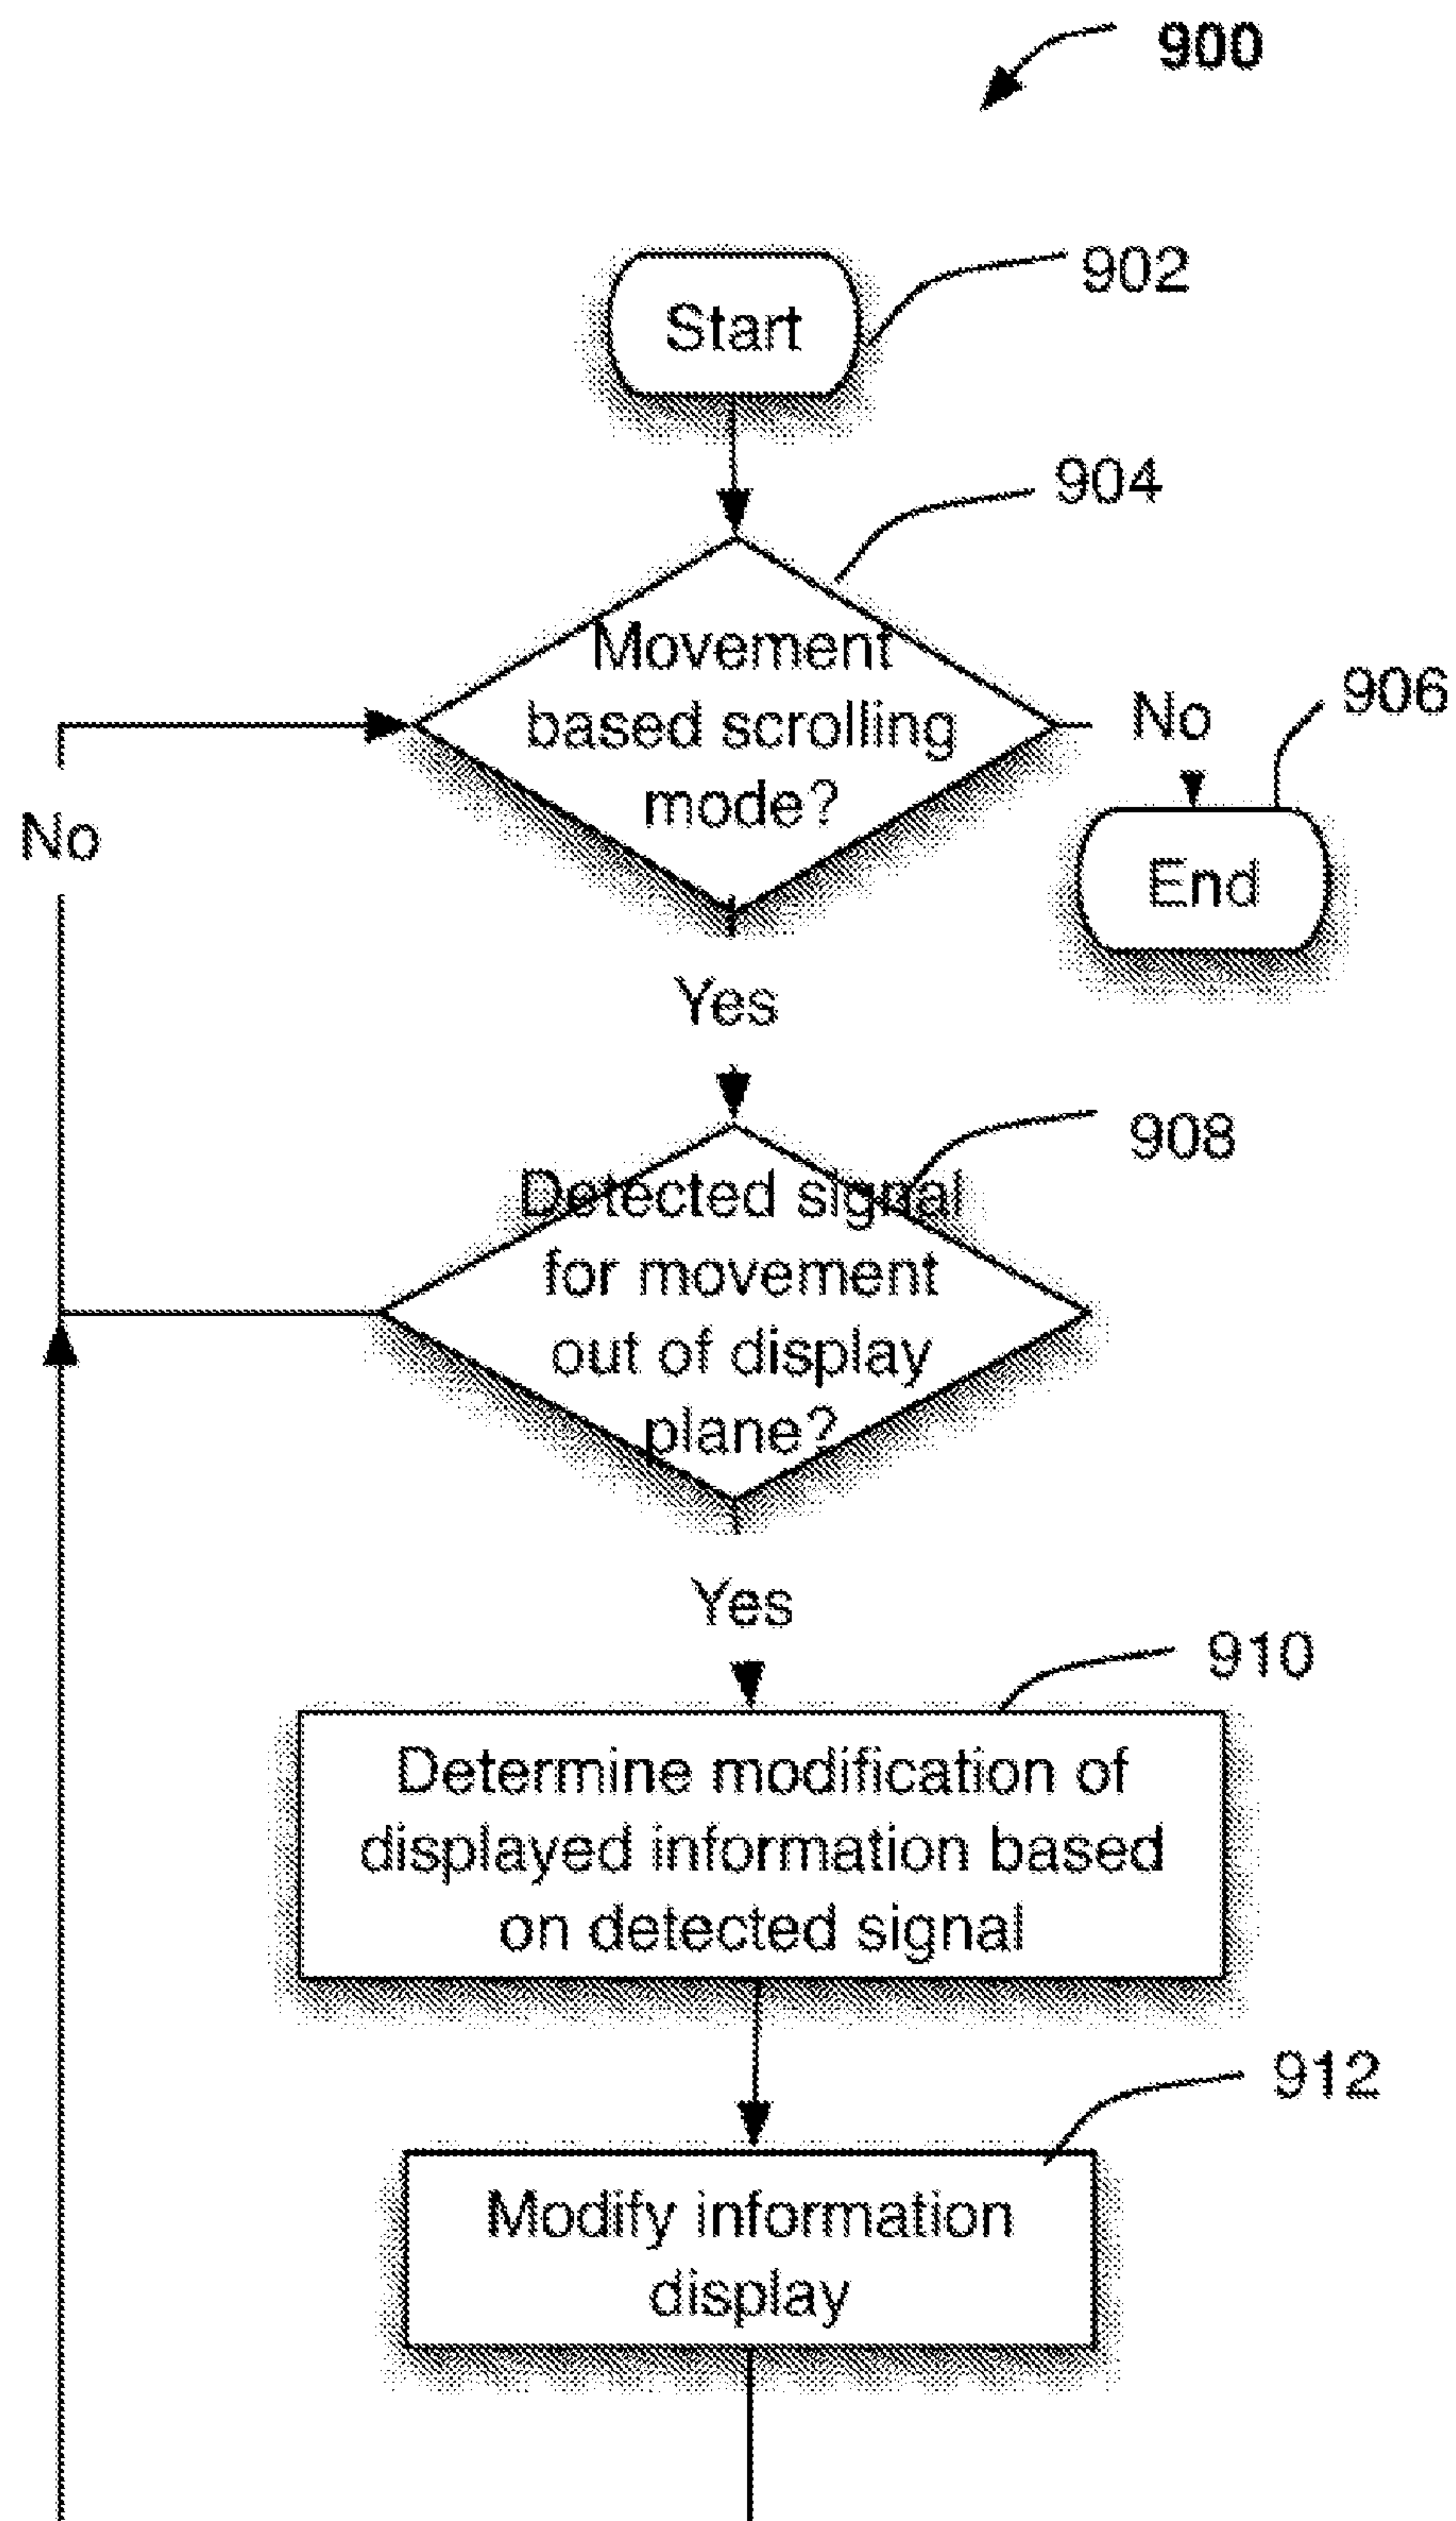 900
902
Start
904
Movement
based scrolling
mode?
No
906
End
No
Yes
908
Detected signal
for movement
out of display
plane?
Yes
910
Determine modification of
displayed information based
on detected signal
912
Modify information
display